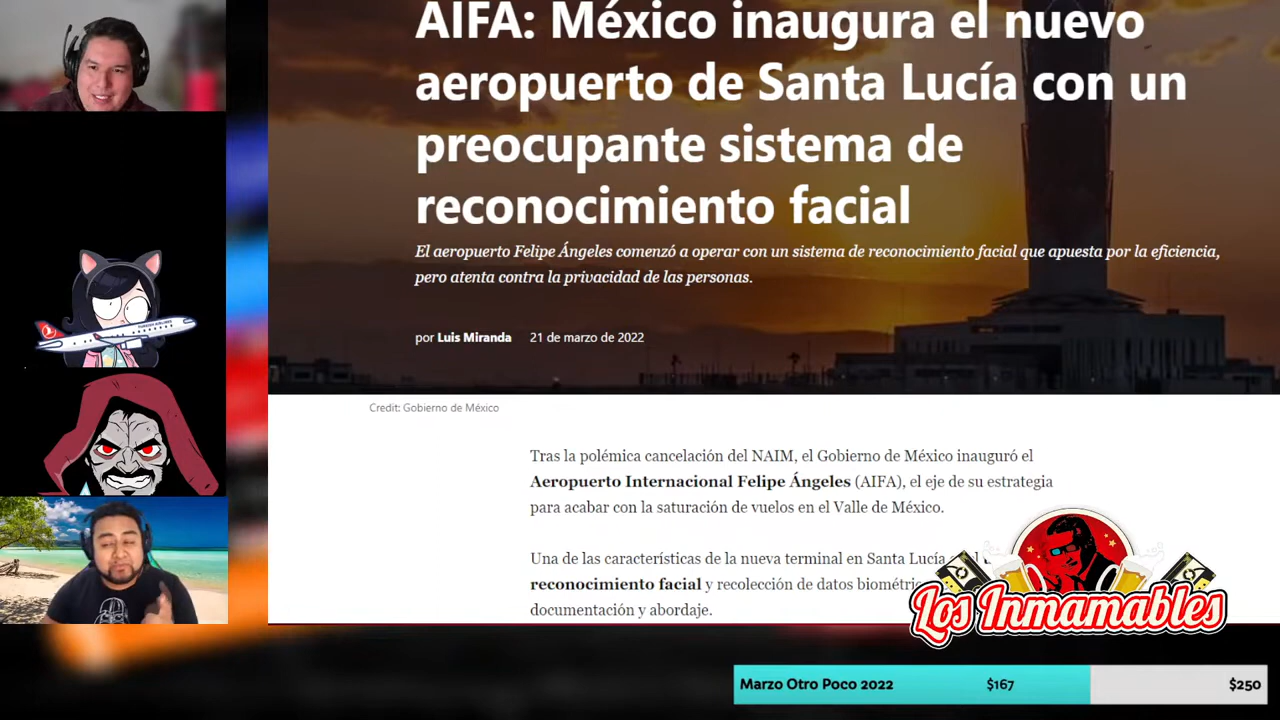 AIFA: México inaugura el nuevo
aeropuerto de Santa Lucía con un
preocupante sistema de
reconocimiento facial
El aeropuerto Felipe Ángeles comenzó a operar con un sistema de reconocimiento facial que apuesta por la eficiencia,
pero atenta contra la privacidad de las personas.
por Luis Miranda 21 de marzo de 2022
Credit: Gobierno de México
Tras la polémica cancelación del NAIM, el Gobierno de México inauguró el
Aeropuerto Internacional Felipe Ángeles (AIFA), el eje de su estrategia
para acabar con la saturación de vuelos en el Valle de México.
Una de las características de la nueva terminal en Santa Lucía
reconocimiento facial y recolección de datos
documentación y abordaje.
Los Inmamables
Marzo Otro Poco 2022 $167 $250